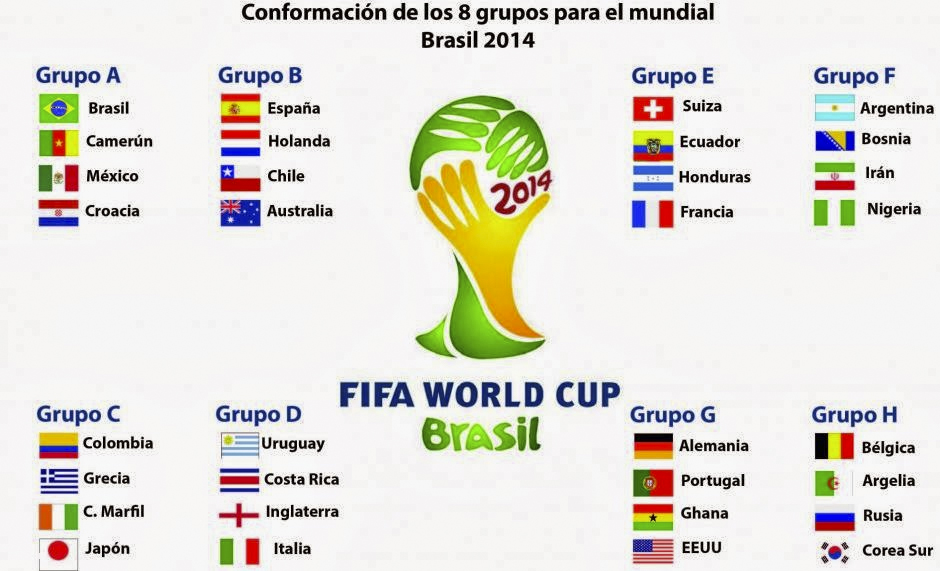 Conformación de los 8 grupos para el mundial
Brasil 2014
Grupo A
Brasil
Camerún
México
Croacia
Grupo B
España
Holanda
Chile
Australia
2014
FIFA WORLD CUP
Brasil
Grupo E
Suiza
Ecuador
Honduras
Francia
Grupo F
Argentina
Bosnia
Irán
Nigeria
Grupo C
Colombia
Grecia
C. Marfil
Japón
Grupo D
Uruguay
Costa Rica
Inglaterra
Italia
Grupo G
Alemania
Portugal
Ghana
EEUU
Grupo H
Bélgica
Argelia
Rusia
Corea Sur